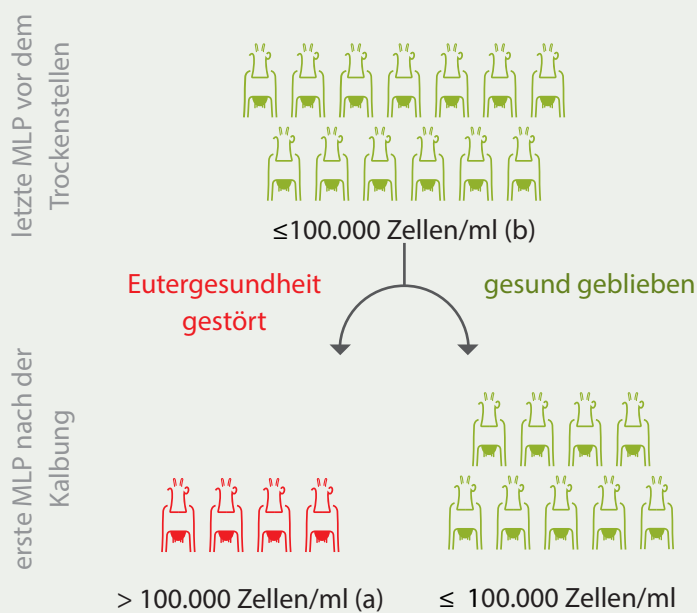 letzte MLP vor dem
Trockenstellen
≤100.000 Zellen/ml (b)
Eutergesundheit
gestört
gesund geblieben
erste MLP nach der
Kalbung
> 100.000 Zellen/ml (a)
≤ 100.000 Zellen/ml